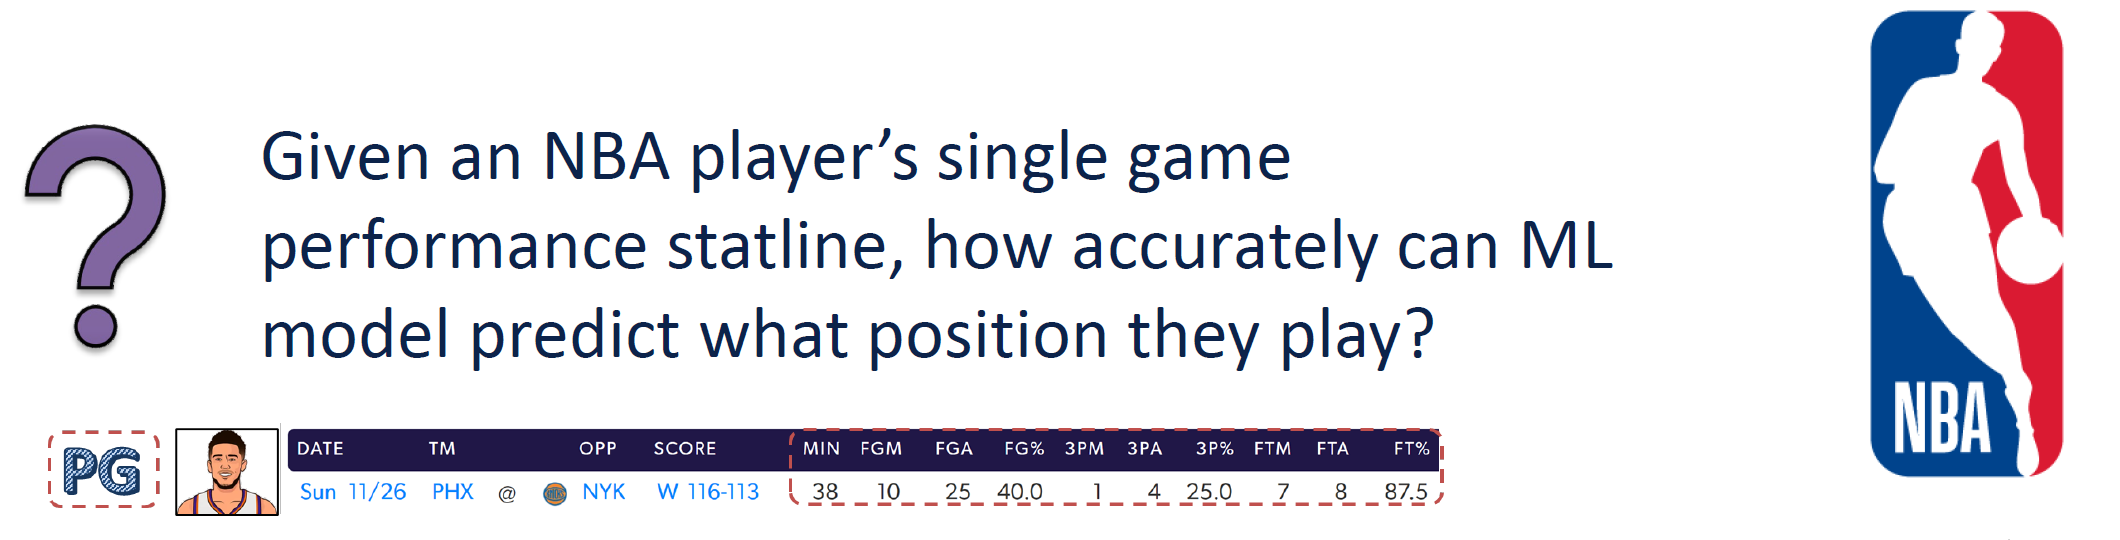 Given an NBA player’s single game
performance statline, how accurately can ML
model predict what position they play?
NBA
PG
DATE TM OPP SCORE MIN FGM FGA FG% 3PM 3PA 3P% FTM FTA FT%
Sun 11/26 PHX @ NYK W 116-113 38 10 25 40.0 1 4 25.0 7 8 87.5